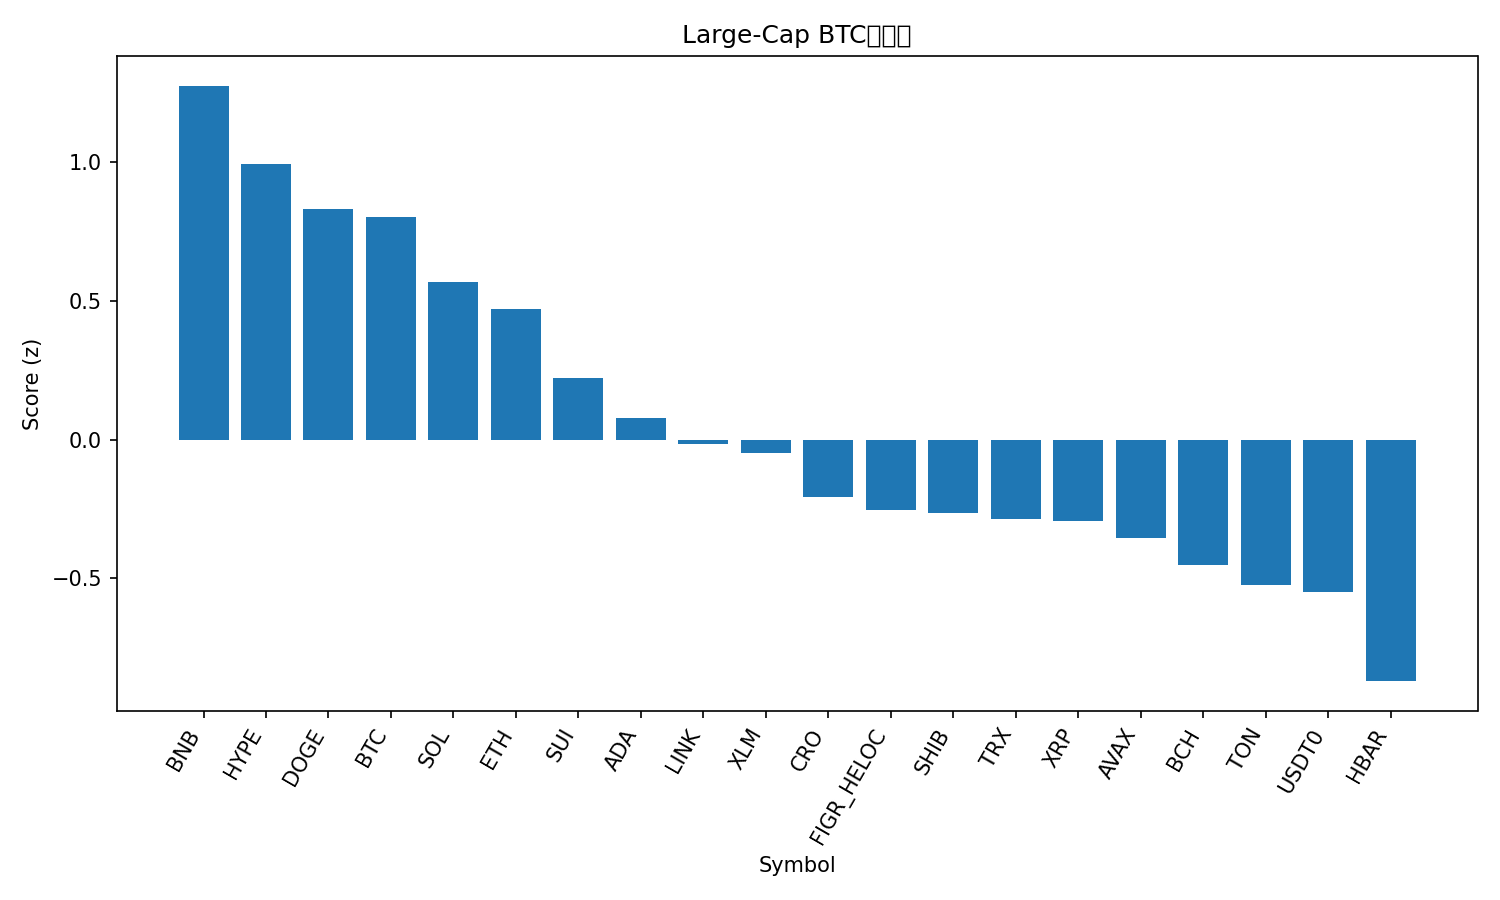 Large-Cap BTC
1.0
0.5
0.0
−0.5
Score (z)
BNB
HYPE
DOGE
BTC
SOL
ETH
SUI
ADA
LINK
XLM
CRO
FIGR_HELOC
SHIB
TRX
XRP
AVAX
BCH
TON
USDT0
HBAR
Symbol